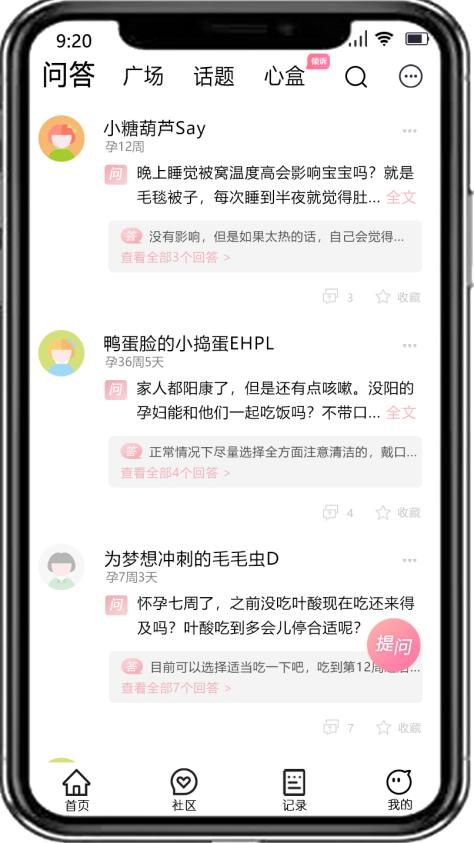 9:20
问答 广场 话题 心盒 倾诉
小糖葫芦Say
孕12周
问 晚上睡觉被窝温度高会影响宝宝吗？就是
毛毯被子，每次睡到半夜就觉得肚... 全文
答 没有影响，但是如果太热的话，自己会觉得...
查看全部3个回答 >
3 收藏
鸭蛋脸的小捣蛋EHPL
孕36周5天
问 家人都阳康了，但是还有点咳嗽。没阳的
孕妇能和他们一起吃饭吗？不带口... 全文
答 正常情况下尽量选择全方面注意清洁的，戴口...
查看全部4个回答 >
4 收藏
为梦想冲刺的毛毛虫D
孕7周3天
问 怀孕七周了，之前没吃叶酸现在吃还来得
及吗？叶酸吃到多会儿停合适呢？
提问
答 目前可以选择适当吃一下吧，吃到第12周
查看全部7个回答 >
7 收藏
首页 社区 记录 我的